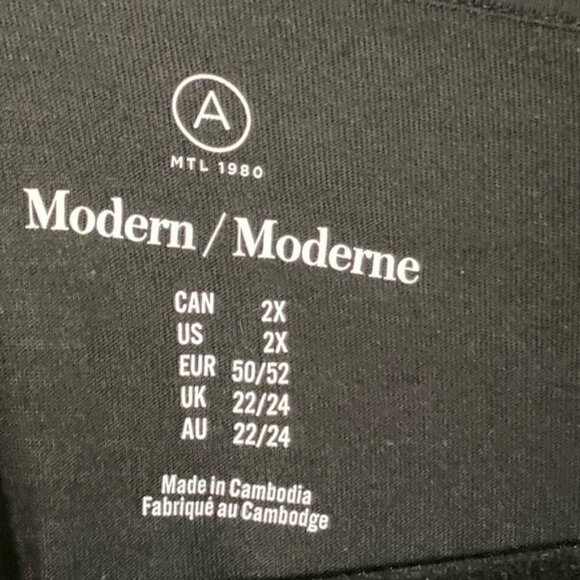 A
MTL 1980
Modern / Moderne
CAN 2X
US 2X
EUR 50/52
UK 22/24
AU 22/24
Made in Cambodia
Fabriqué au Cambodge